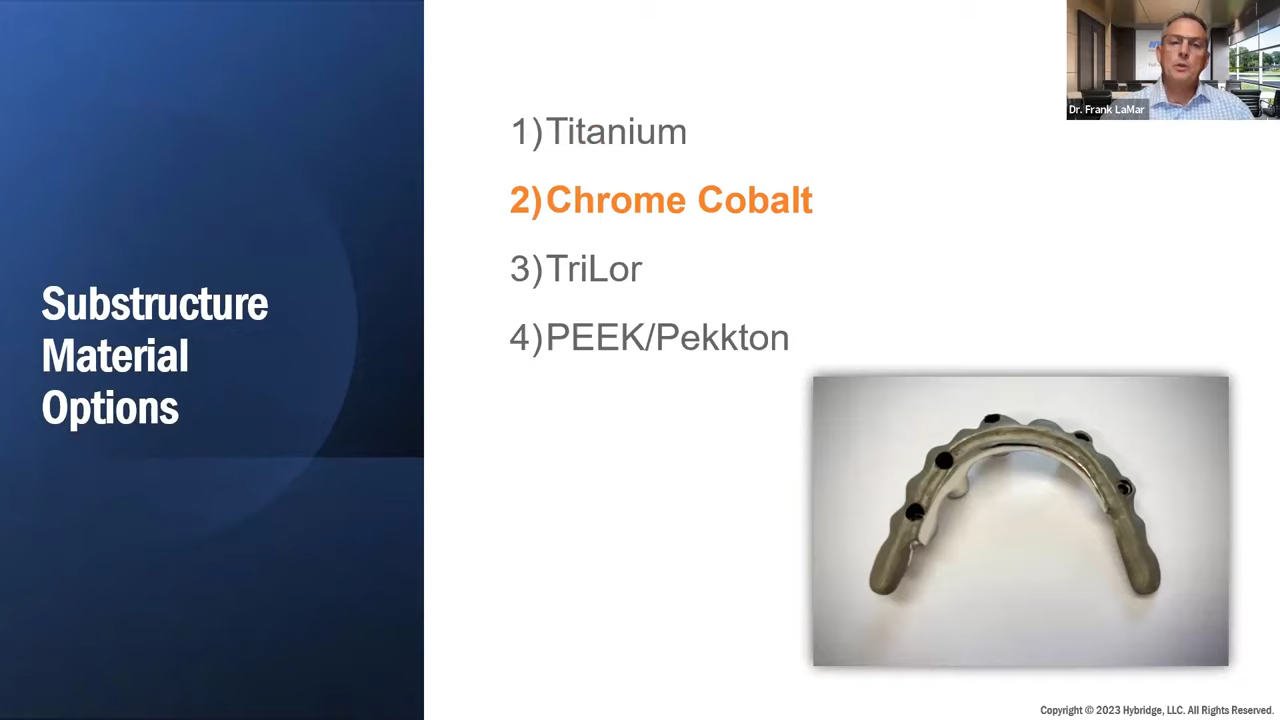 Dr. Frank LaMar
1) Titanium
2) Chrome Cobalt
3) TriLor
4) PEEK/Pekkton
Substructure
Material
Options
Copyright © 2023 Hybridge, LLC. All Rights Reserved.